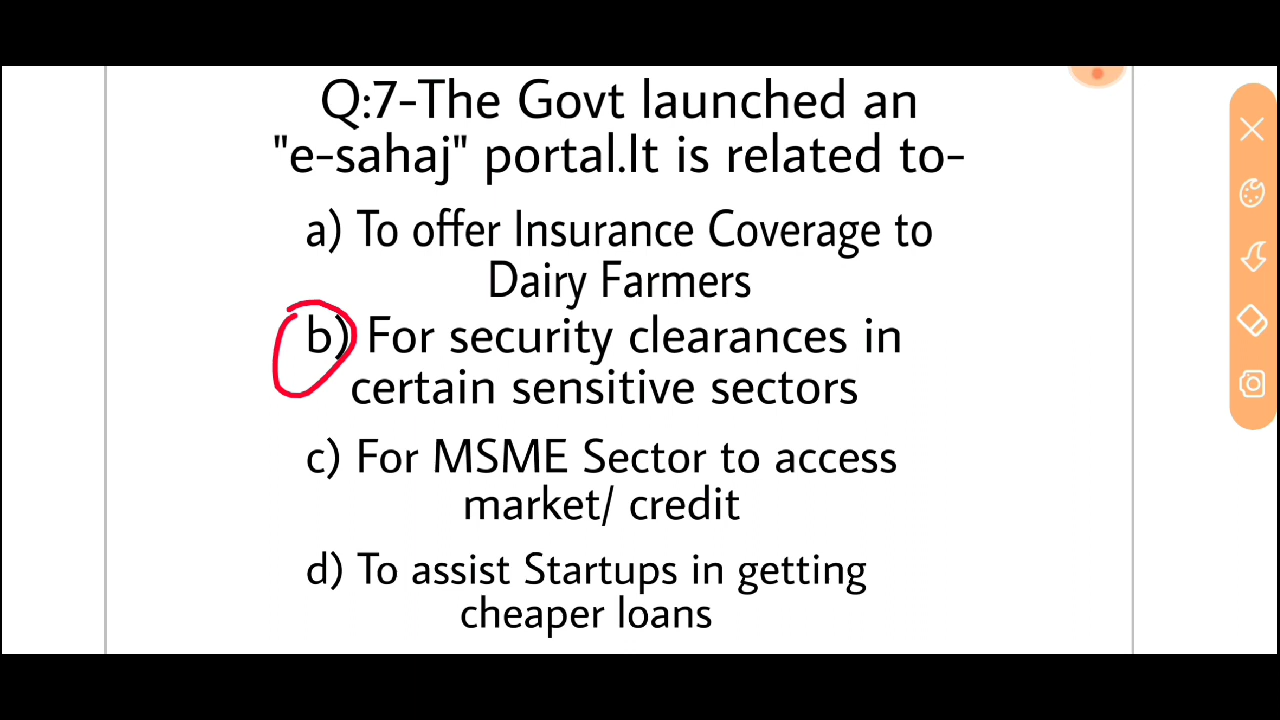 Q:7-The Govt launched an
"e-sahaj" portal.It is related to-
a) To offer Insurance Coverage to
Dairy Farmers
b) For security clearances in
certain sensitive sectors
c) For MSME Sector to access
market/ credit
d) To assist Startups in getting
cheaper loans